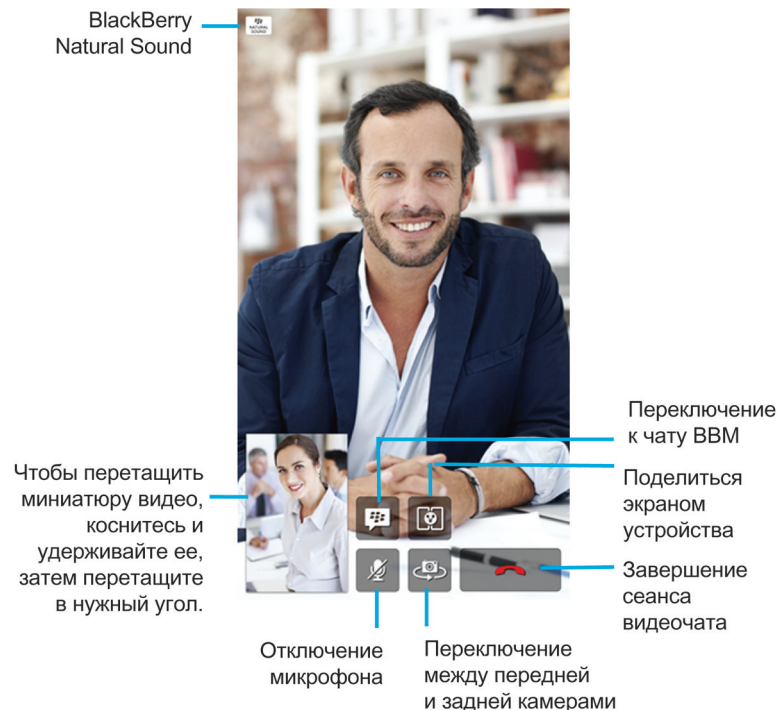 BlackBerry
Natural Sound
NATURAL
SOUND
Переключение
к чату BBM
Чтобы перетащить
миниатюру видео,
коснитесь и
удерживайте ее,
затем перетащите
в нужный угол.
Поделиться
экраном
устройства
Завершение
сеанса
видеочата
Отключение
микрофона
Переключение
между передней
и задней камерами